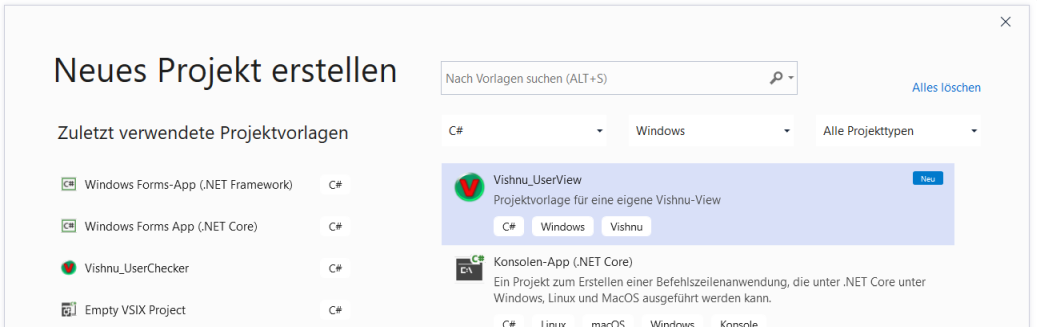 Neues Projekt erstellen
Nach Vorlagen suchen (ALT+S)
Alles löschen
Zuletzt verwendete Projektvorlagen
C#
Windows
Alle Projekttypen
Windows Forms-App (.NET Framework)
C#
Windows Forms App (.NET Core)
C#
Vishnu_UserChecker
C#
Empty VSIX Project
C#
Vishnu_UserView
Neu
Projektvorlage für eine eigene Vishnu-View
C# Windows Vishnu
Konsolen-App (.NET Core)
Ein Projekt zum Erstellen einer Befehlszeilenanwendung, die unter .NET Core unter
Windows, Linux und MacOS ausgeführt werden kann.
C# Linux macOS Windows Konsole